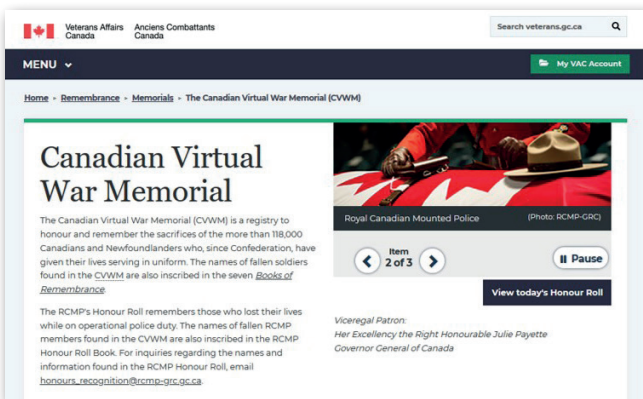 Veterans Affairs Anciens Combattants
Canada Canada
Search veterans.gc.ca
MENU
My VAC Account
Home - Remembrance - Memorials - The Canadian Virtual War Memorial (CVWM)
Canadian Virtual
War Memorial
The Canadian Virtual War Memorial (CVWM) is a registry to
honour and remember the sacrifices of the more than 118,000
Canadians and Newfoundlanders who, since Confederation, have
given their lives serving in uniform. The names of fallen soldiers
found in the CVWM are also inscribed in the seven Books of
Remembrance.
The RCMP's Honour Roll remembers those who lost their lives
while on operational police duty. The names of fallen RCMP
members found in the CVWM are also inscribed in the RCMP
Honour Roll Book. For inquiries regarding the names and
information found in the RCMP Honour Roll, email
honours_recognition@rcmp-grc.gc.ca.
Royal Canadian Mounted Police (Photo: RCMP-GRC)
Item
2 of 3
Pause
View today's Honour Roll
Viceregal Patron:
Her Excellency the Right Honourable Julie Payette
Governor General of Canada